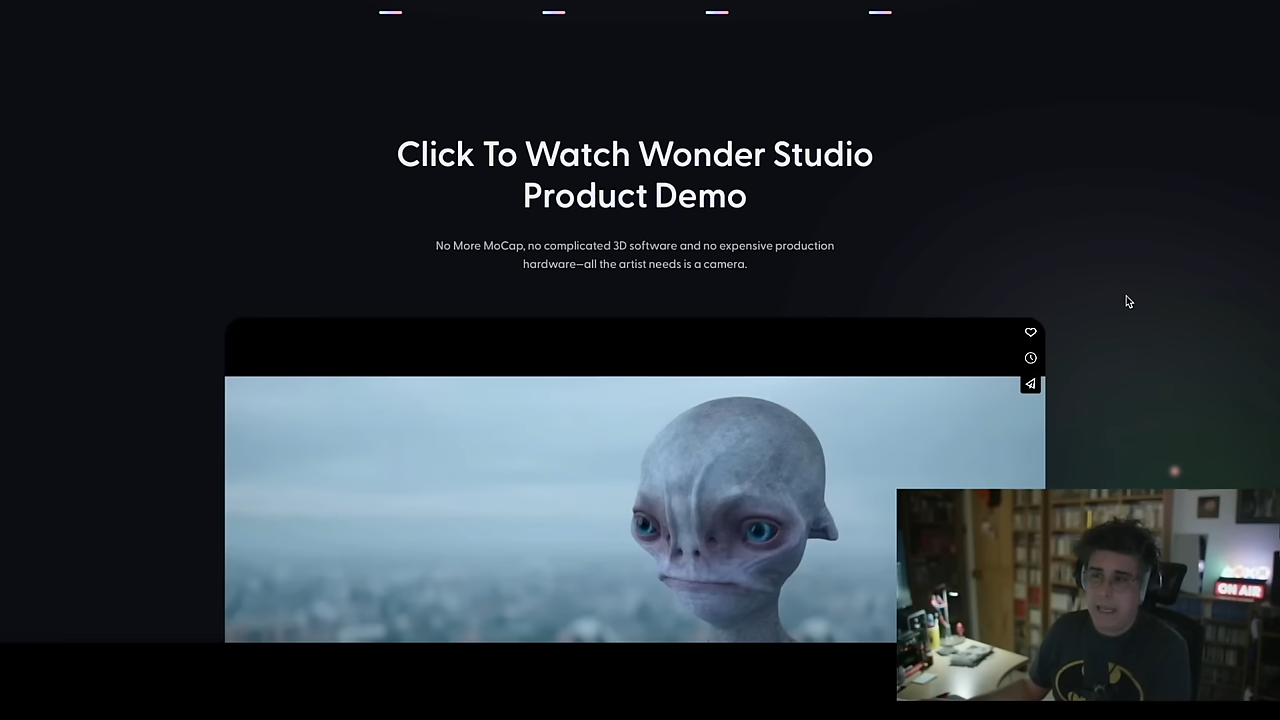 Click To Watch Wonder Studio
Product Demo
No More MoCap, no complicated 3D software and no expensive production
hardware—all the artist needs is a camera.
ON AIR